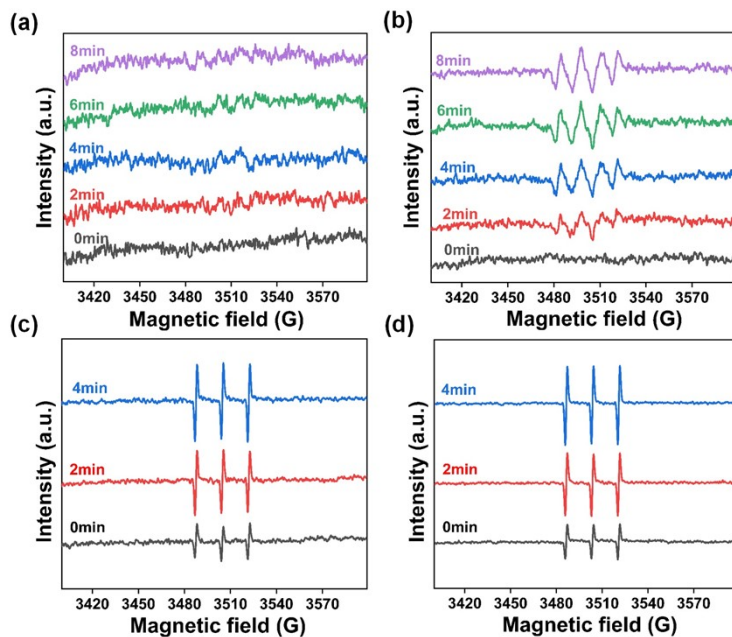 (a)
8min
6min
4min
2min
0min
Intensity (a.u.)
3420 3450 3480 3510 3540 3570
Magnetic field (G)
(b)
8min
6min
4min
2min
0min
Intensity (a.u.)
3420 3450 3480 3510 3540 3570
Magnetic field (G)
(c)
4min
2min
0min
Intensity (a.u.)
3420 3450 3480 3510 3540 3570
Magnetic field (G)
(d)
4min
2min
0min
Intensity (a.u.)
3420 3450 3480 3510 3540 3570
Magnetic field (G)